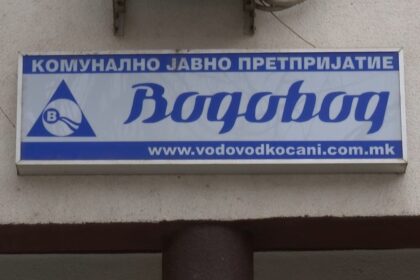 КОМУНАЛНО ЈАВНО ПРЕТПРИЈАТИЕ
В
Водовод
www.vodovodkocani.com.mk